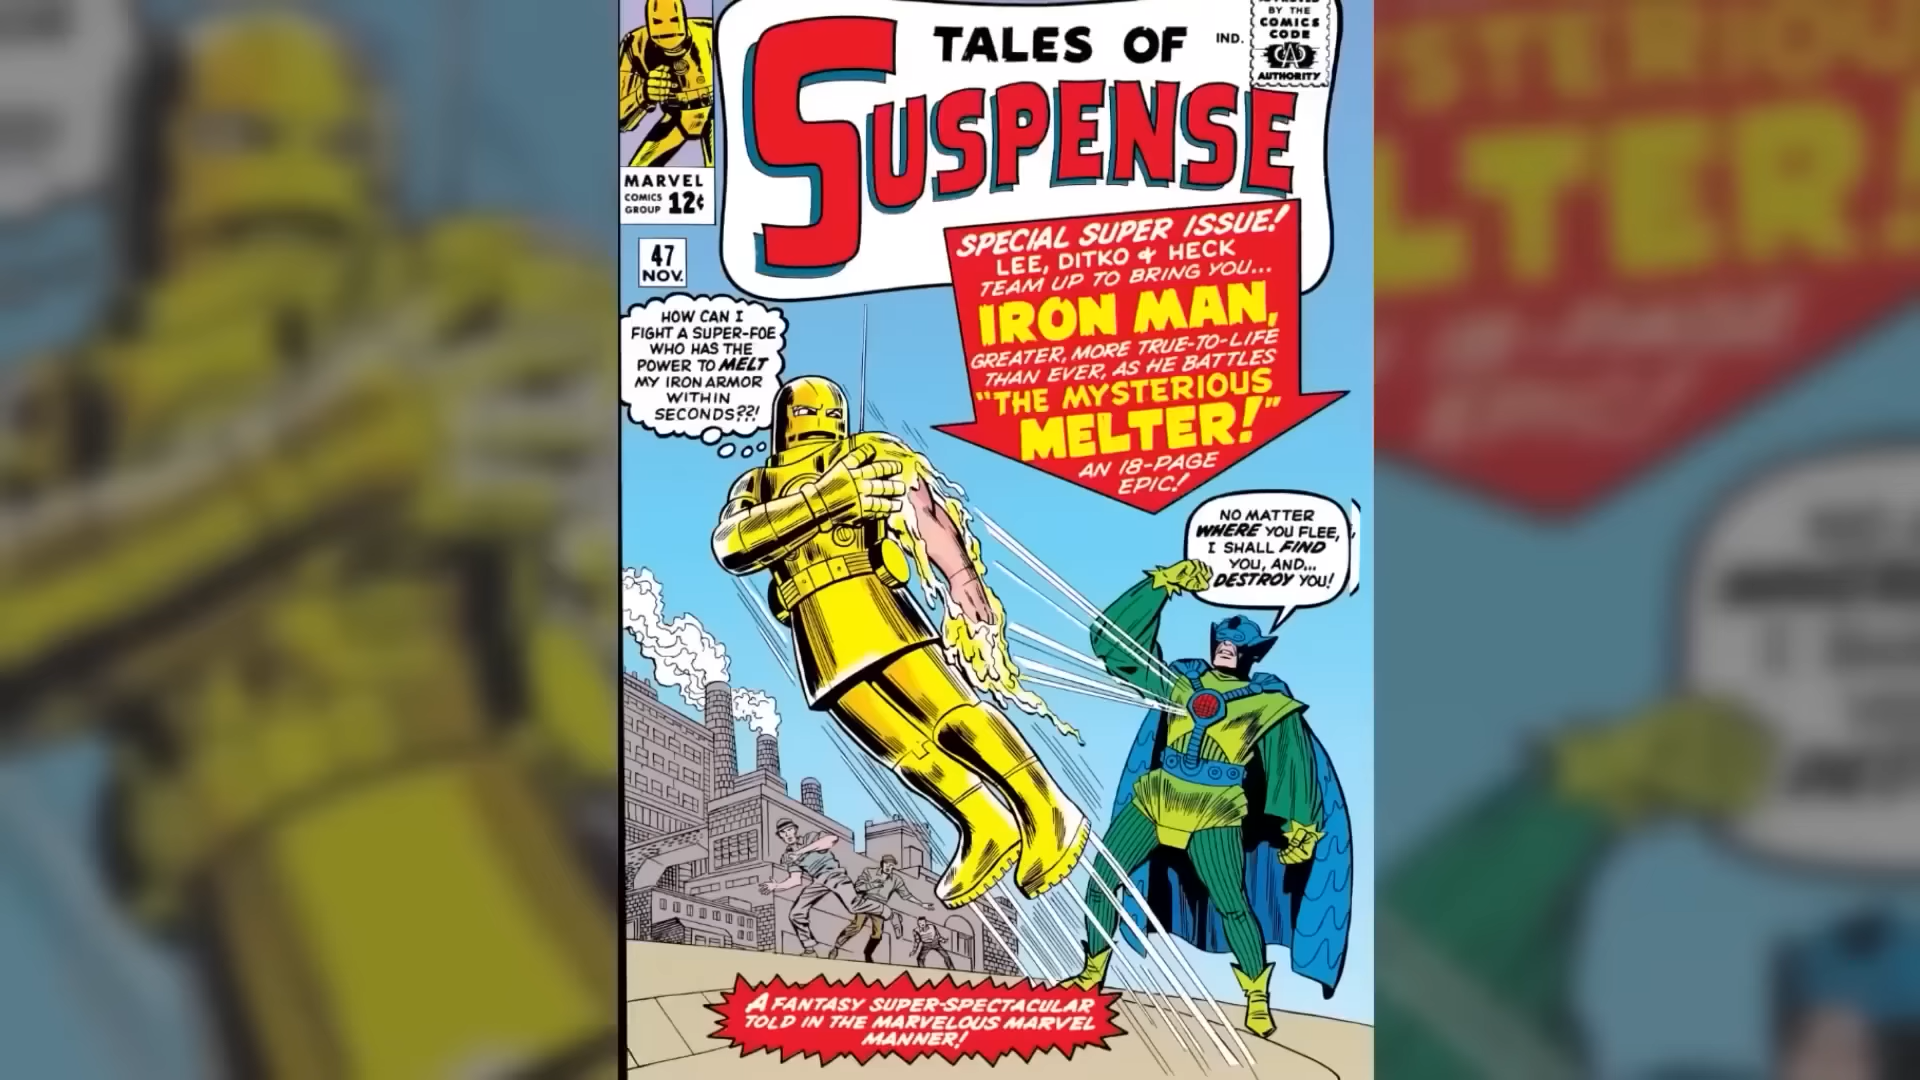 TALES OF
SUSPENSE
IND.
BY THE
COMICS
CODE
CA
AUTHORITY
MARVEL
COMICS
GROUP 12¢
47
NOV.
SPECIAL SUPER ISSUE!
LEE, DITKO & HECK
TEAM UP TO BRING YOU...
IRON MAN,
GREATER, MORE TRUE-TO-LIFE
THAN EVER, AS HE BATTLES
"THE MYSTERIOUS
MELTER!"
AN 18-PAGE
EPIC!
HOW CAN I
FIGHT A SUPER-FOE
WHO HAS THE
POWER TO MELT
MY IRON ARMOR
WITHIN
SECONDS??!
NO MATTER
WHERE YOU FLEE,
I SHALL FIND
YOU, AND...
DESTROY YOU!
A FANTASY SUPER-SPECTACULAR
TOLD IN THE MARVELOUS MARVEL
MANNER!
LTER!